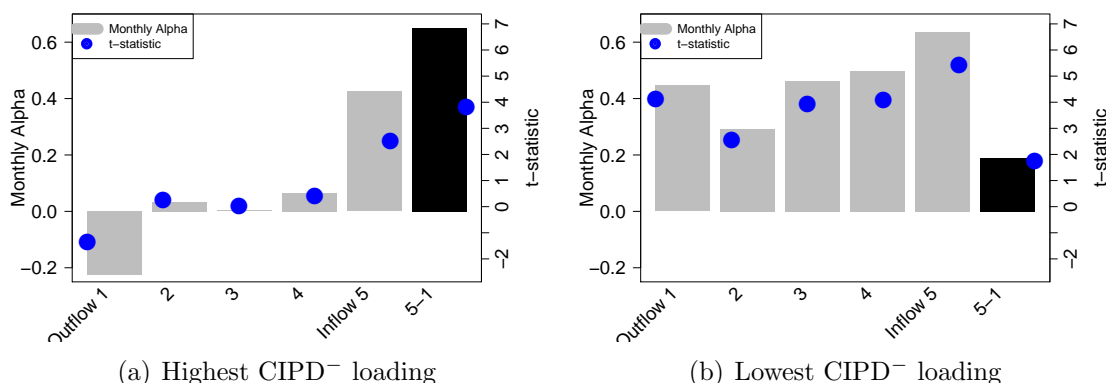 Monthly Alpha
t−statistic
Monthly Alpha
0.6
0.4
0.2
0.0
−0.2
7
6
5
4
3
2
1
0
−2
t−statistic
Outflow 1
2
3
4
Inflow 5
5−1
(a) Highest CIPD− loading
Monthly Alpha
t−statistic
Monthly Alpha
0.6
0.4
0.2
0.0
−0.2
7
6
5
4
3
2
1
0
−2
t−statistic
Outflow 1
2
3
4
Inflow 5
5−1
(b) Lowest CIPD− loading